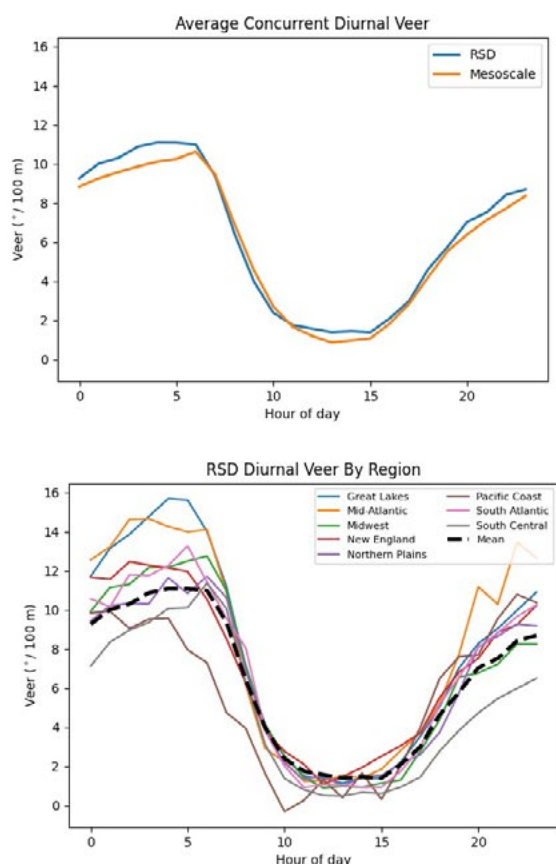 Average Concurrent Diurnal Veer
16
14
12
10
8
6
4
2
0
Veer (°/ 100 m)
RSD
Mesoscale
0 5 10 15 20
Hour of day
RSD Diurnal Veer By Region
16
14
12
10
8
6
4
2
0
Veer (°/ 100 m)
Great Lakes
Mid-Atlantic
Midwest
New England
Northern Plains
Pacific Coast
South Atlantic
South Central
Mean
0 5 10 15 20
Hour of day